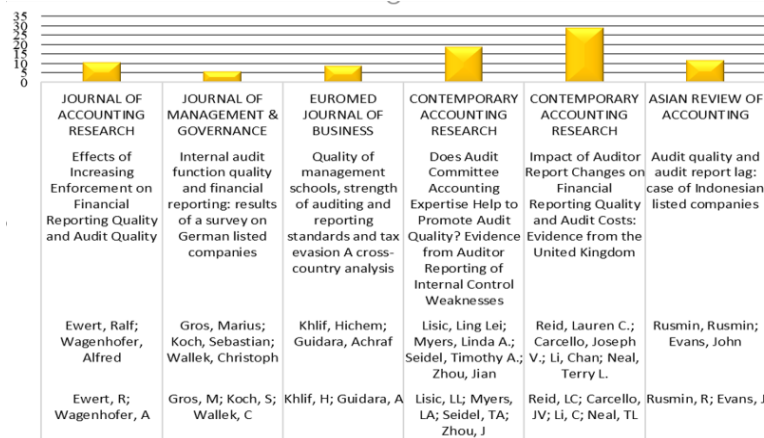 35
30
25
20
15
10
5
0
JOURNAL OF
ACCOUNTING
RESEARCH
JOURNAL OF
MANAGEMENT &
GOVERNANCE
EUROMED
JOURNAL OF
BUSINESS
CONTEMPORARY
ACCOUNTING
RESEARCH
CONTEMPORARY
ACCOUNTING
RESEARCH
ASIAN REVIEW OF
ACCOUNTING
Effects of
Increasing
Enforcement on
Financial
Reporting Quality
and Audit Quality
Internal audit
function quality
and financial
reporting: results
of a survey on
German listed
companies
Quality of
management
schools, strength
of auditing and
reporting
standards and tax
evasion A cross-
country analysis
Does Audit
Committee
Accounting
Expertise Help to
Promote Audit
Quality? Evidence
from Auditor
Reporting of
Internal Control
Weaknesses
Impact of Auditor
Report Changes on
Financial
Reporting Quality
and Audit Costs:
Evidence from the
United Kingdom
Audit quality and
audit report lag:
case of Indonesian
listed companies
Ewert, Ralf;
Wagenhofer,
Alfred
Gros, Marius;
Koch, Sebastian;
Wallek, Christoph
Khlif, Hichem;
Guidara, Achraf
Lisic, Ling Lei;
Myers, Linda A.;
Seidel, Timothy A.;
Zhou, Jian
Reid, Lauren C.;
Carcello, Joseph
V.; Li, Chan; Neal,
Terry L.
Rusmin, Rusmin;
Evans, John
Ewert, R;
Wagenhofer, A
Gros, M; Koch, S;
Wallek, C
Khlif, H; Guidara, A
Lisic, LL; Myers,
LA; Seidel, TA;
Zhou, J
Reid, LC; Carcello,
JV; Li, C; Neal, TL
Rusmin, R; Evans, J